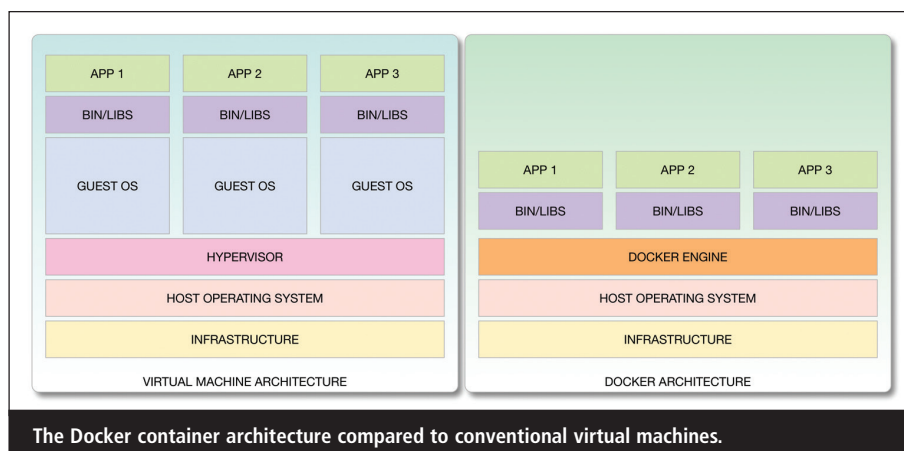 APP 1 APP 2 APP 3
BIN/LIBS BIN/LIBS BIN/LIBS
GUEST OS GUEST OS GUEST OS
HYPERVISOR
HOST OPERATING SYSTEM
INFRASTRUCTURE
VIRTUAL MACHINE ARCHITECTURE
APP 1 APP 2 APP 3
BIN/LIBS BIN/LIBS BIN/LIBS
DOCKER ENGINE
HOST OPERATING SYSTEM
INFRASTRUCTURE
DOCKER ARCHITECTURE
The Docker container architecture compared to conventional virtual machines.